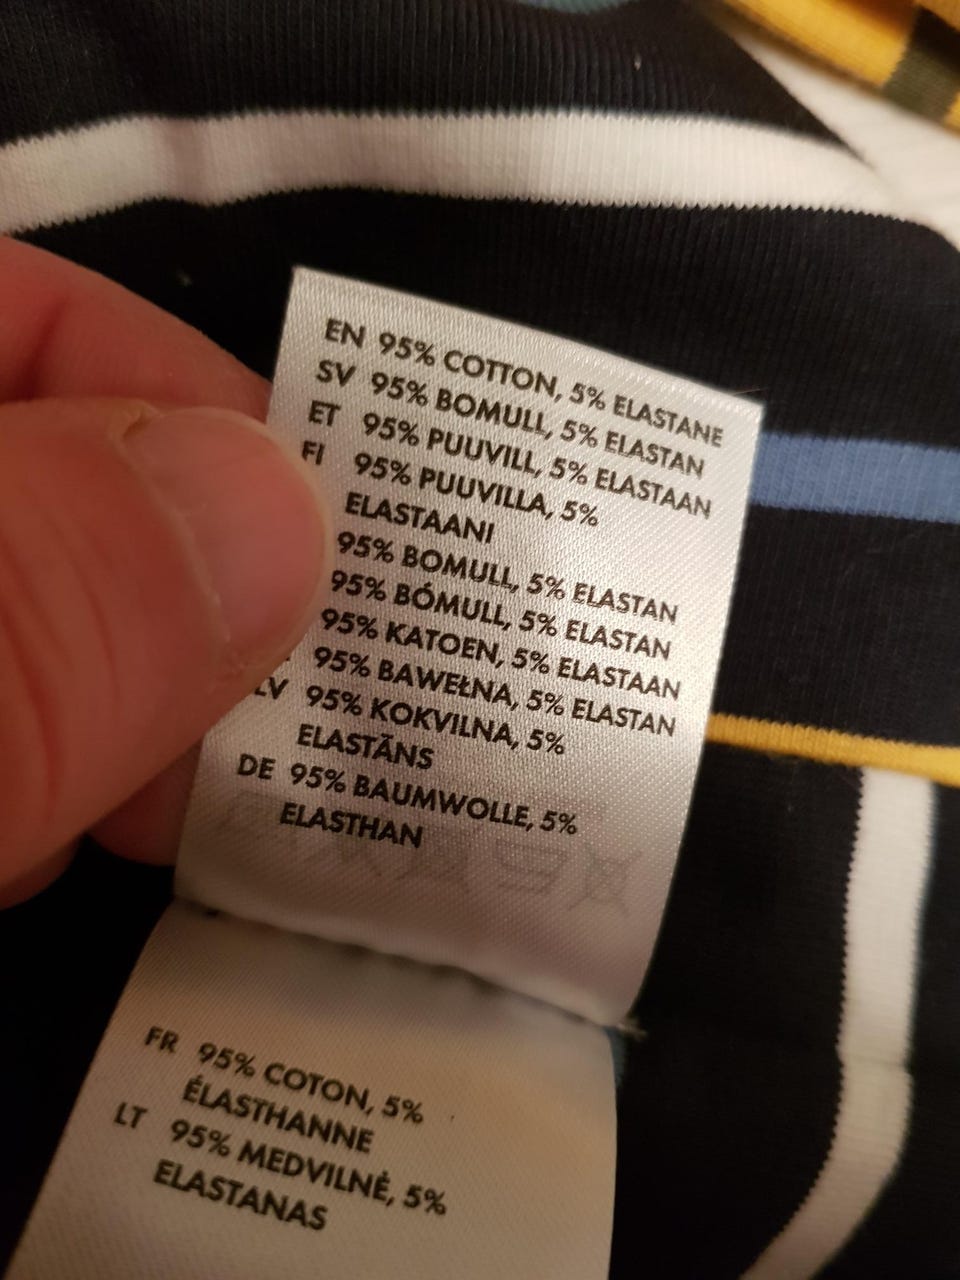 EN 95% COTTON, 5% ELASTANE
SV 95% BOMULL, 5% ELASTAN
ET 95% PUUVILL, 5% ELASTAAN
FI 95% PUUVILLA, 5%
ELASTAANI
95% BOMULL, 5% ELASTAN
95% BÓMULL, 5% ELASTAN
95% KATOEN, 5% ELASTAAN
95% BAWEŁNA, 5% ELASTAN
LV 95% KOKVILNA, 5%
ELASTĀNS
DE 95% BAUMWOLLE, 5%
ELASTHAN
FR 95% COTON, 5%
ÉLASTHANNE
LT 95% MEDVILNĖ, 5%
ELASTANAS